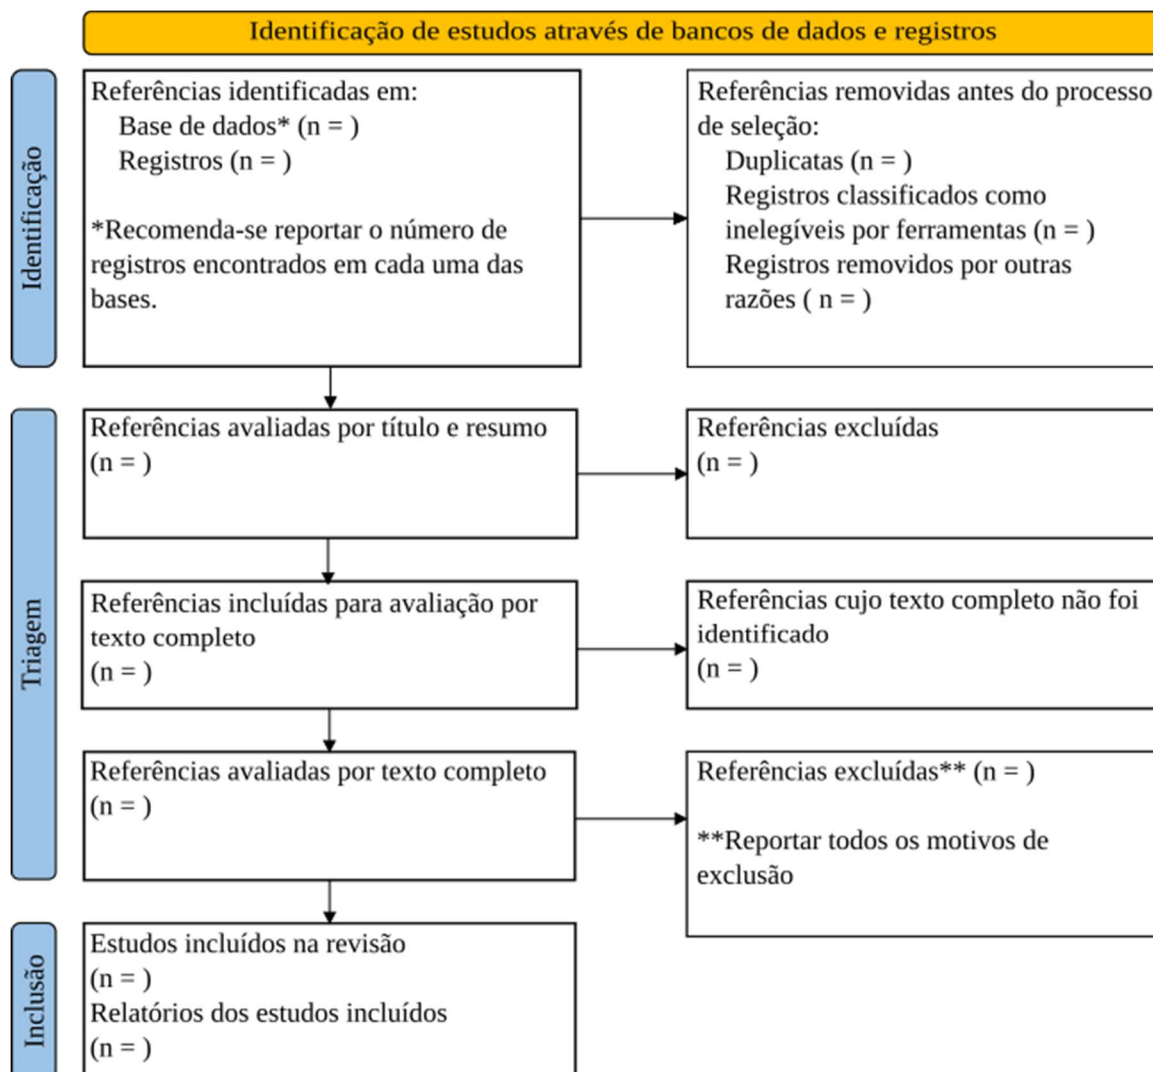 Identificação de estudos através de bancos de dados e registros
Identificação
Referências identificadas em:
Base de dados* (n = )
Registros (n = )
*Recomenda-se reportar o número de
registros encontrados em cada uma das
bases.
Referências removidas antes do processo
de seleção:
Duplicatas (n = )
Registros classificados como
inelegíveis por ferramentas (n = )
Registros removidos por outras
razões ( n = )
Triagem
Referências avaliadas por título e resumo
(n = )
Referências excluídas
(n = )
Referências incluídas para avaliação por
texto completo
(n = )
Referências cujo texto completo não foi
identificado
(n = )
Referências avaliadas por texto completo
(n = )
Referências excluídas** (n = )
**Reportar todos os motivos de
exclusão
Inclusão
Estudos incluídos na revisão
(n = )
Relatórios dos estudos incluídos
(n = )